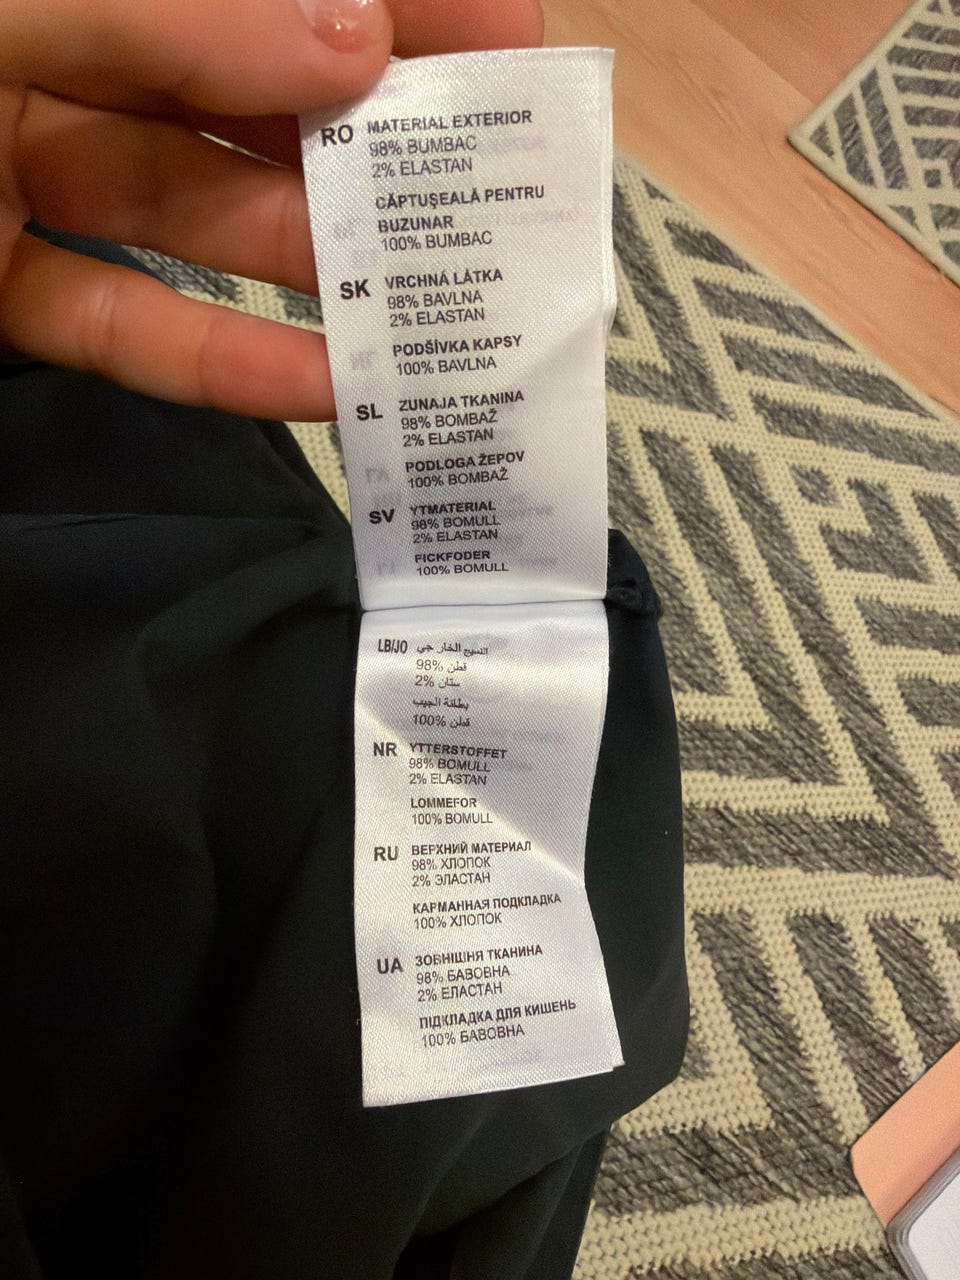 RO MATERIAL EXTERIOR
98% BUMBAC
2% ELASTAN
CĂPTUŞEALĂ PENTRU
BUZUNAR
100% BUMBAC
SK VRCHNÁ LÁTKA
98% BAVLNA
2% ELASTAN
PODŠÍVKA KAPSY
100% BAVLNA
SL ZUNAJA TKANINA
98% BOMBAŽ
2% ELASTAN
PODLOGA ŽEPOV
100% BOMBAŽ
SV YTMATERIAL
98% BOMULL
2% ELASTAN
FICKFODER
100% BOMULL
LB/JO النسيج الخارجي
98% قطن
2% ستان
بطانة الجيب
100% قطن
NR YTTERSTOFFET
98% BOMULL
2% ELASTAN
LOMMEFOR
100% BOMULL
RU ВЕРХНИЙ МАТЕРИАЛ
98% ХЛОПОК
2% ЭЛАСТАН
КАРМАННАЯ ПОДКЛАДКА
100% ХЛОПОК
UA ЗОВНІШНЯ ТКАНИНА
98% БАВОВНА
2% ЕЛАСТАН
ПІДКЛАДКА ДЛЯ КИШЕНЬ
100% БАВОВНА